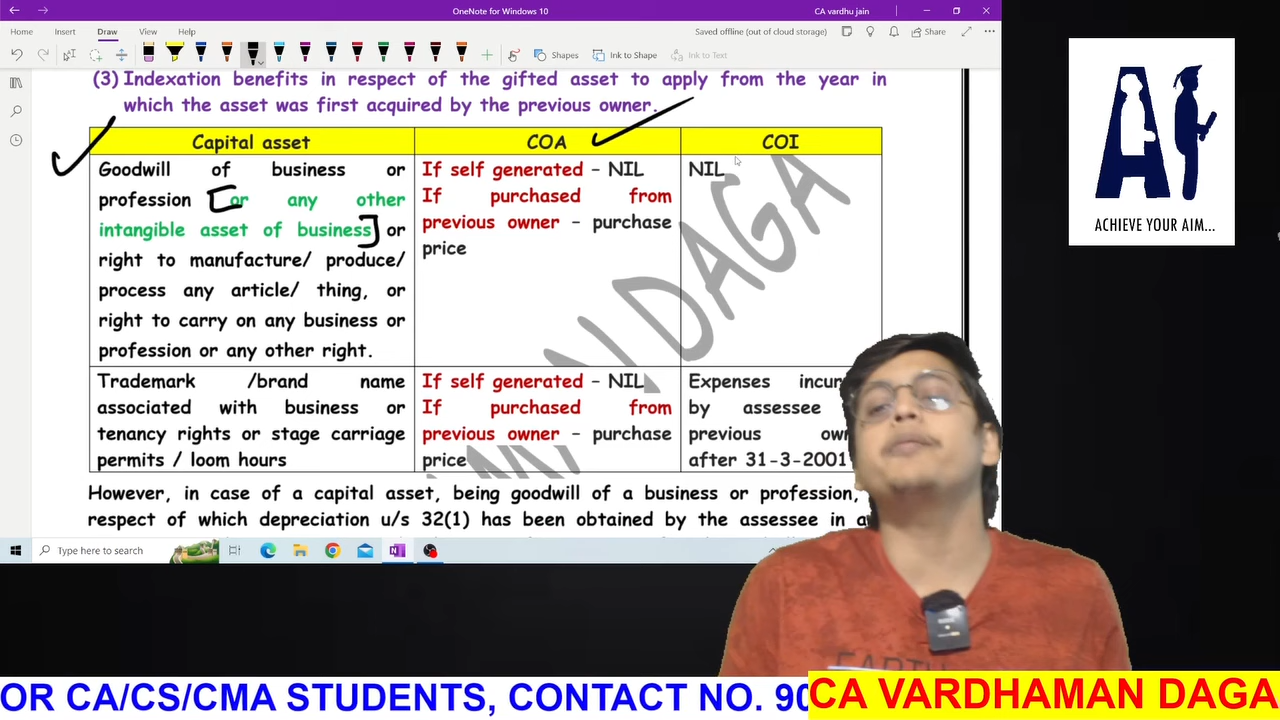 OneNote for Windows 10
CA vardhu jain
Home Insert Draw View Help
Saved offline (out of cloud storage)
Share
Shapes
Ink to Shape
Ink to Text
(3) Indexation benefits in respect of the gifted asset to apply from the year in
which the asset was first acquired by the previous owner.
Capital asset COA COI
Goodwill of business or
profession or any other
intangible asset of business or
right to manufacture/ produce/
process any article/ thing, or
right to carry on any business or
profession or any other right.
If self generated – NIL
If purchased from
previous owner – purchase
price
NIL
Trademark /brand name
associated with business or
tenancy rights or stage carriage
permits / loom hours
If self generated – NIL
If purchased from
previous owner – purchase
price
Expenses
by assessee
previous
after 31-3-2001
However, in case of a capital asset, being goodwill of a business or profession,
respect of which depreciation u/s 32(1) has been obtained by the assessee in
DAGA
Type here to search
ACHIEVE YOUR AIM...
OR CA/CS/CMA STUDENTS, CONTACT NO. 90
CA VARDHAMAN DAGA